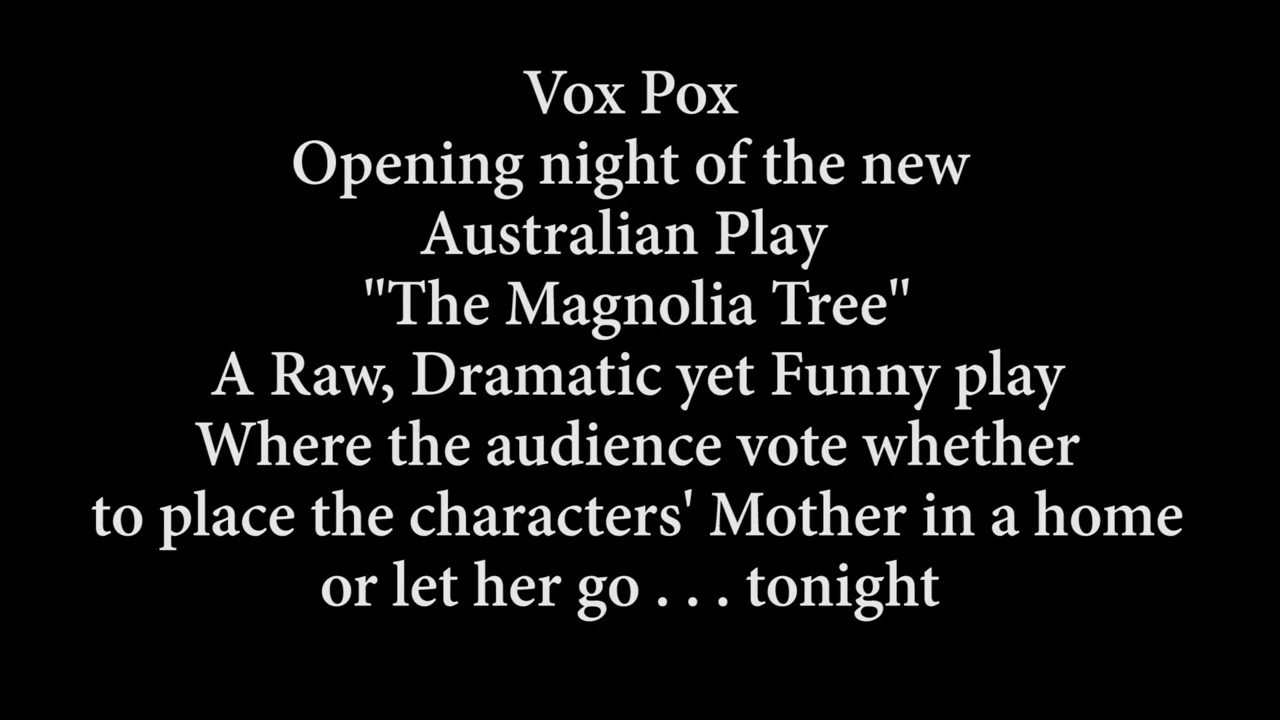 Vox Pox
Opening night of the new
Australian Play
"The Magnolia Tree"
A Raw, Dramatic yet Funny play
Where the audience vote whether
to place the characters' Mother in a home
or let her go . . . tonight